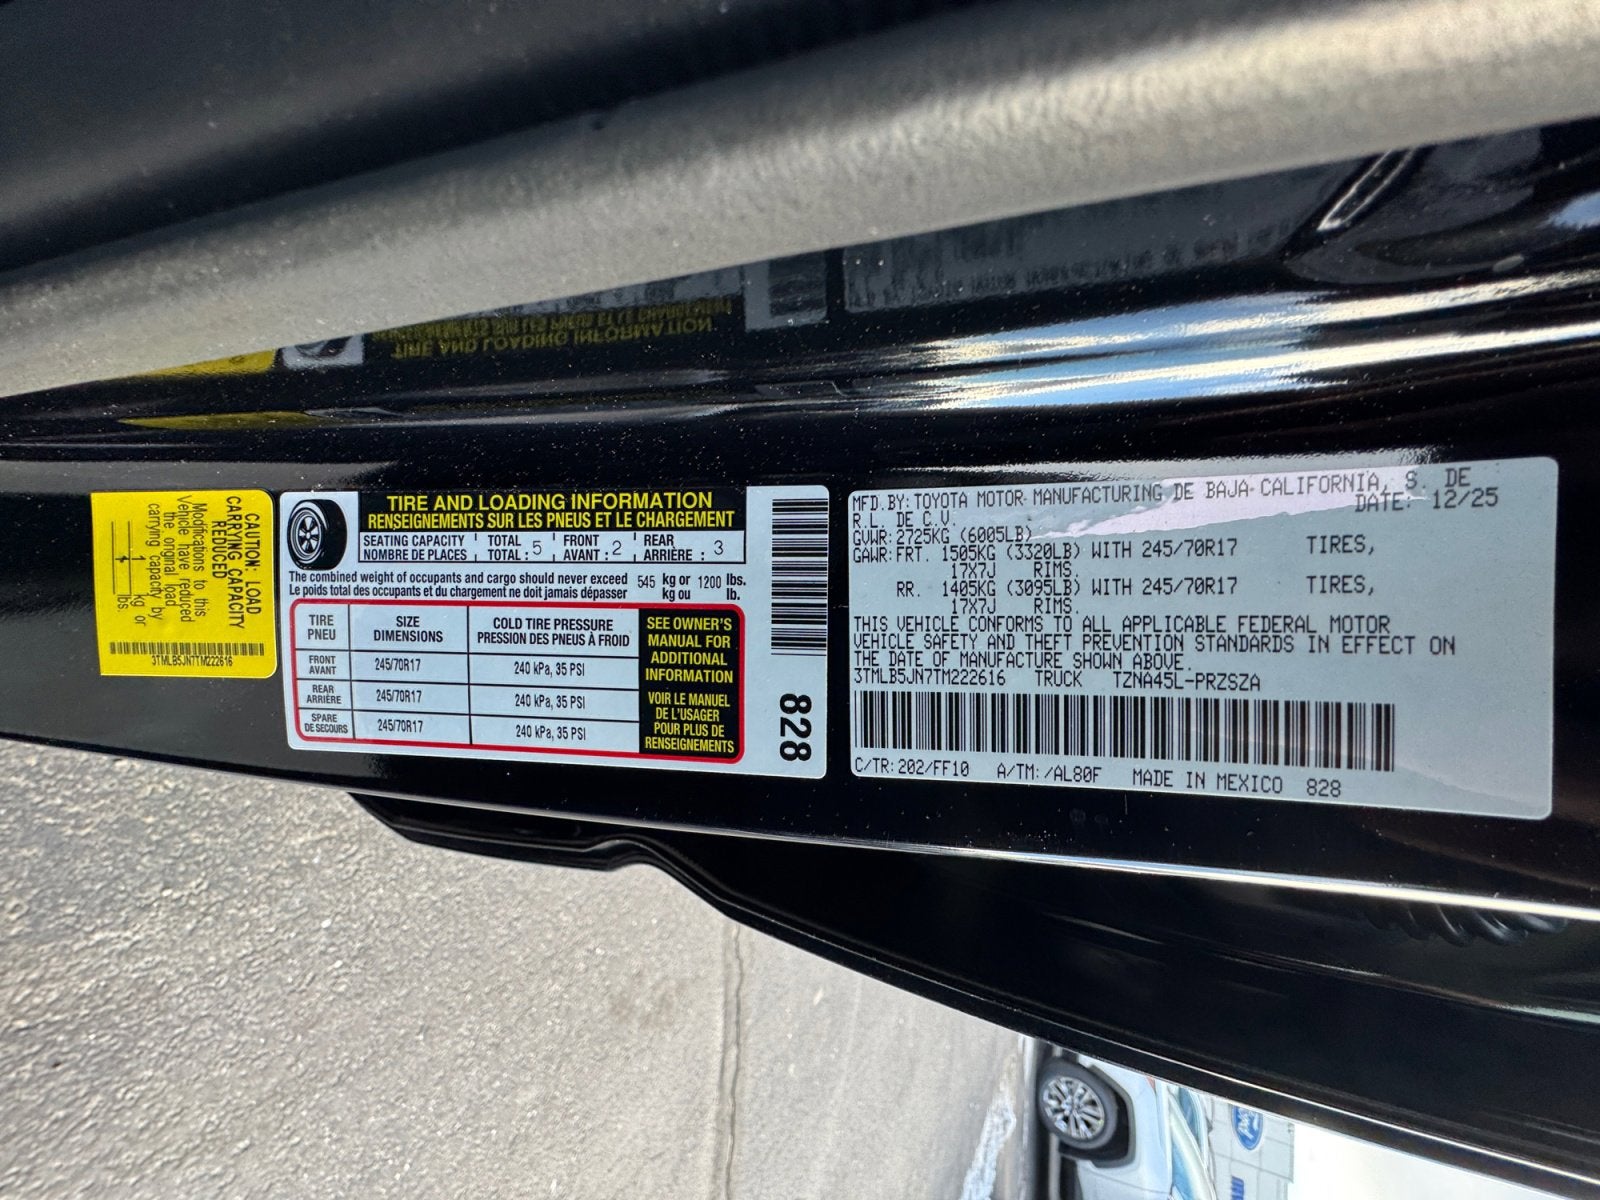 CAUTION: LOAD
CARRYING CAPACITY
REDUCED
Modifications to this
Vehicle have reduced
the original load
carrying capacity by
kg or
lbs.
3TMLB5JN7TM222616
TIRE AND LOADING INFORMATION
RENSEIGNEMENTS SUR LES PNEUS ET LE CHARGEMENT
SEATING CAPACITY TOTAL FRONT REAR
NOMBRE DE PLACES TOTAL : 5 AVANT : 2 ARRIÈRE : 3
The combined weight of occupants and cargo should never exceed 545 kg or 1200 lbs.
Le poids total des occupants et du chargement ne doit jamais dépasser kg ou lb.
TIRE SIZE COLD TIRE PRESSURE
PNEU DIMENSIONS PRESSION DES PNEUS À FROID
FRONT
AVANT 245/70R17 240 kPa, 35 PSI
REAR
ARRIÈRE 245/70R17 240 kPa, 35 PSI
SPARE
DE SECOURS 245/70R17 240 kPa, 35 PSI
SEE OWNER'S
MANUAL FOR
ADDITIONAL
INFORMATION
VOIR LE MANUEL
DE L'USAGER
POUR PLUS DE
RENSEIGNEMENTS
828
MFD. BY: TOYOTA MOTOR MANUFACTURING DE BAJA CALIFORNIA, S. DE
R.L. DE C.V. DATE: 12/25
GVWR: 2725KG (6005LB)
GAWR: FRT. 1505KG (3320LB) WITH 245/70R17 TIRES,
17X7J RIMS.
RR. 1405KG (3095LB) WITH 245/70R17 TIRES,
17X7J RIMS.
THIS VEHICLE CONFORMS TO ALL APPLICABLE FEDERAL MOTOR
VEHICLE SAFETY AND THEFT PREVENTION STANDARDS IN EFFECT ON
THE DATE OF MANUFACTURE SHOWN ABOVE.
3TMLB5JN7TM222616 TRUCK TZNA45L-PRZSZA
C/TR: 202/FF10 A/TM: /AL80F MADE IN MEXICO 828